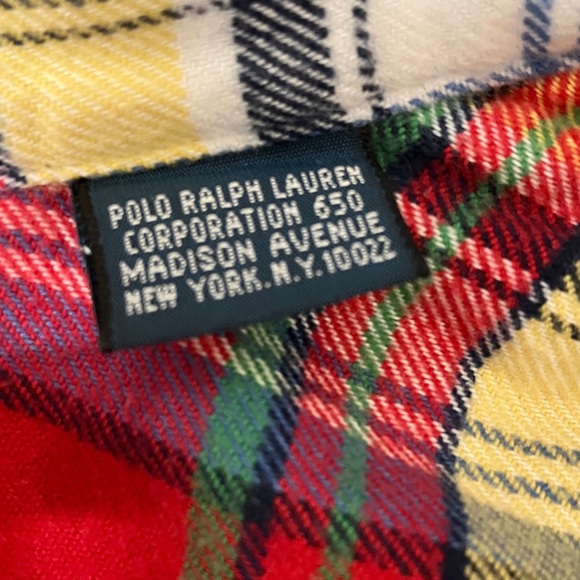 POLO RALPH LAUREN
CORPORATION 650
MADISON AVENUE
NEW YORK.N.Y.10022